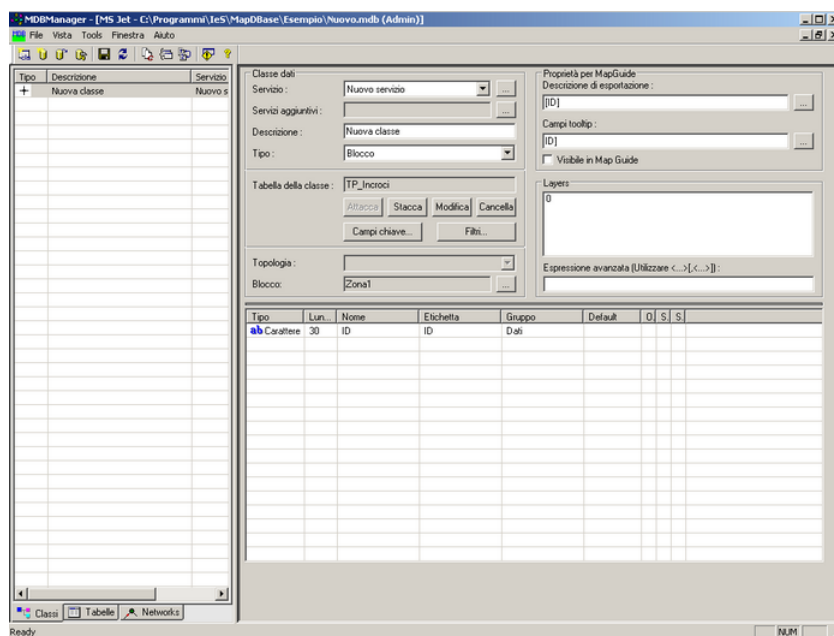 MDBManager - [MS Jet - C:\Programmi\IeS\MapDBase\Esempio\Nuovo.mdb (Admin)]
File Vista Tools Finestra Aiuto
Tipo Descrizione Servizio
Nuova classe Nuovo s
Classe dati
Servizio : Nuovo servizio ...
Servizi aggiuntivi : ...
Descrizione : Nuova classe
Tipo : Blocco
Tabella della classe : TP_Incroci
Attacca Stacca Modifica Cancella
Campi chiave... Filtri...
Topologia :
Blocco: Zona1 ...
Proprietà per MapGuide
Descrizione di esportazione :
[ID] ...
Campi tooltip :
[ID] ...
Visibile in Map Guide
Layers
0
Espressione avanzata (Utilizzare <...>[,<...>]) :
Tipo Lun... Nome Etichetta Gruppo Default O. S. S.
ab Carattere 30 ID ID Dati
Classi Tabelle Networks
Ready NUM